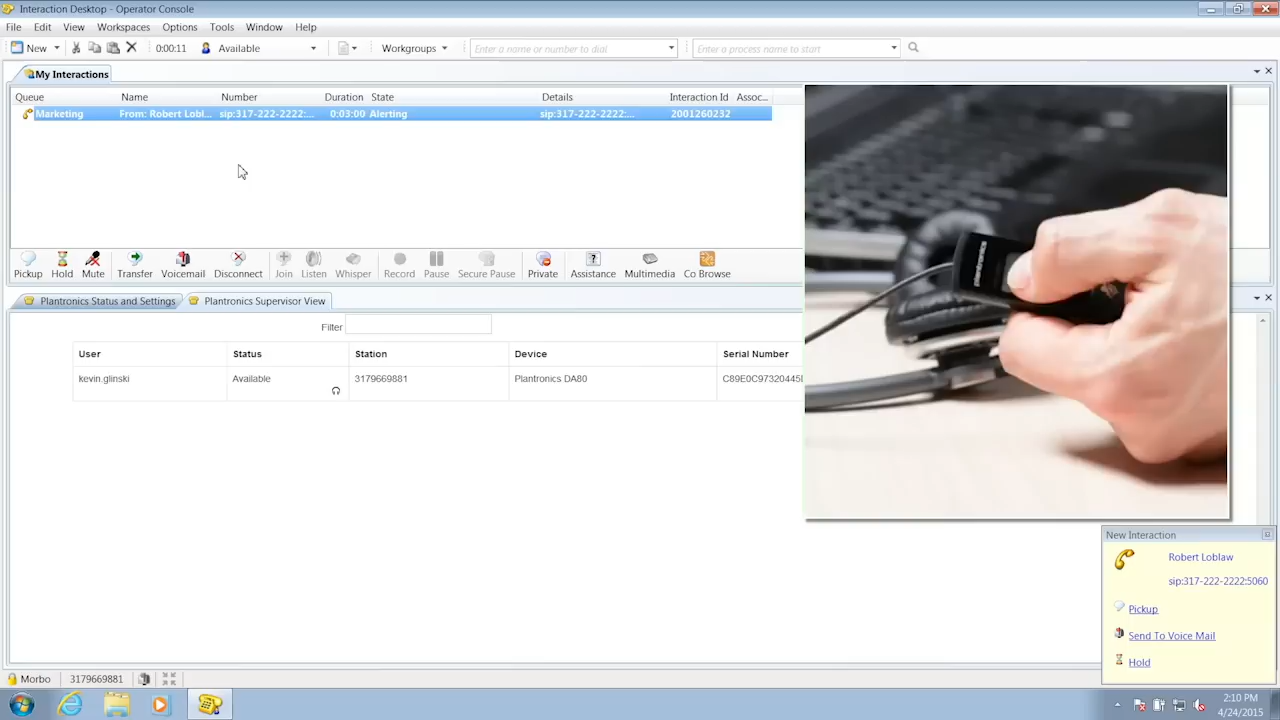 Interaction Desktop - Operator Console
File Edit View Workspaces Options Tools Window Help
New 0:00:11 Available Workgroups Enter a name or number to dial Enter a process name to start
My Interactions
Queue Name Number Duration State Details Interaction Id Assoc...
Marketing From: Robert Lobl... sip:317-222-2222:... 0:03:00 Alerting sip:317-222-2222:... 2001260232
Pickup Hold Mute Transfer Voicemail Disconnect Join Listen Whisper Record Pause Secure Pause Private Assistance Multimedia Co Browse
Plantronics Status and Settings Plantronics Supervisor View
Filter
User Status Station Device Serial Number
kevin.glinski Available 3179669881 Plantronics DA80 C89E0C97320445
plantronics
New Interaction
Robert Loblaw
sip:317-222-2222:5060
Pickup
Send To Voice Mail
Hold
Morbo 3179669881
2:10 PM
4/24/2015